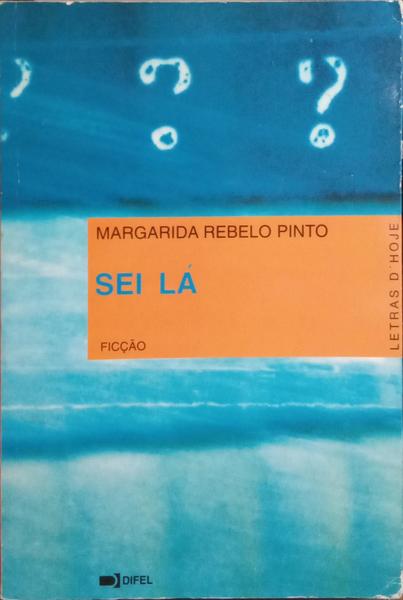 ? ? ?
MARGARIDA REBELO PINTO
SEI LÁ
FICÇÃO
LETRAS D'HOJE
DIFEL